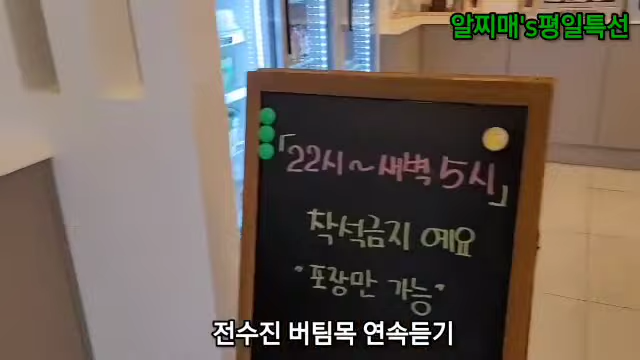 알찌매's평일특선
「22시~새벽 5시」
착석금지 예요
"포장만 가능"
전수진 버팀목 연속듣기